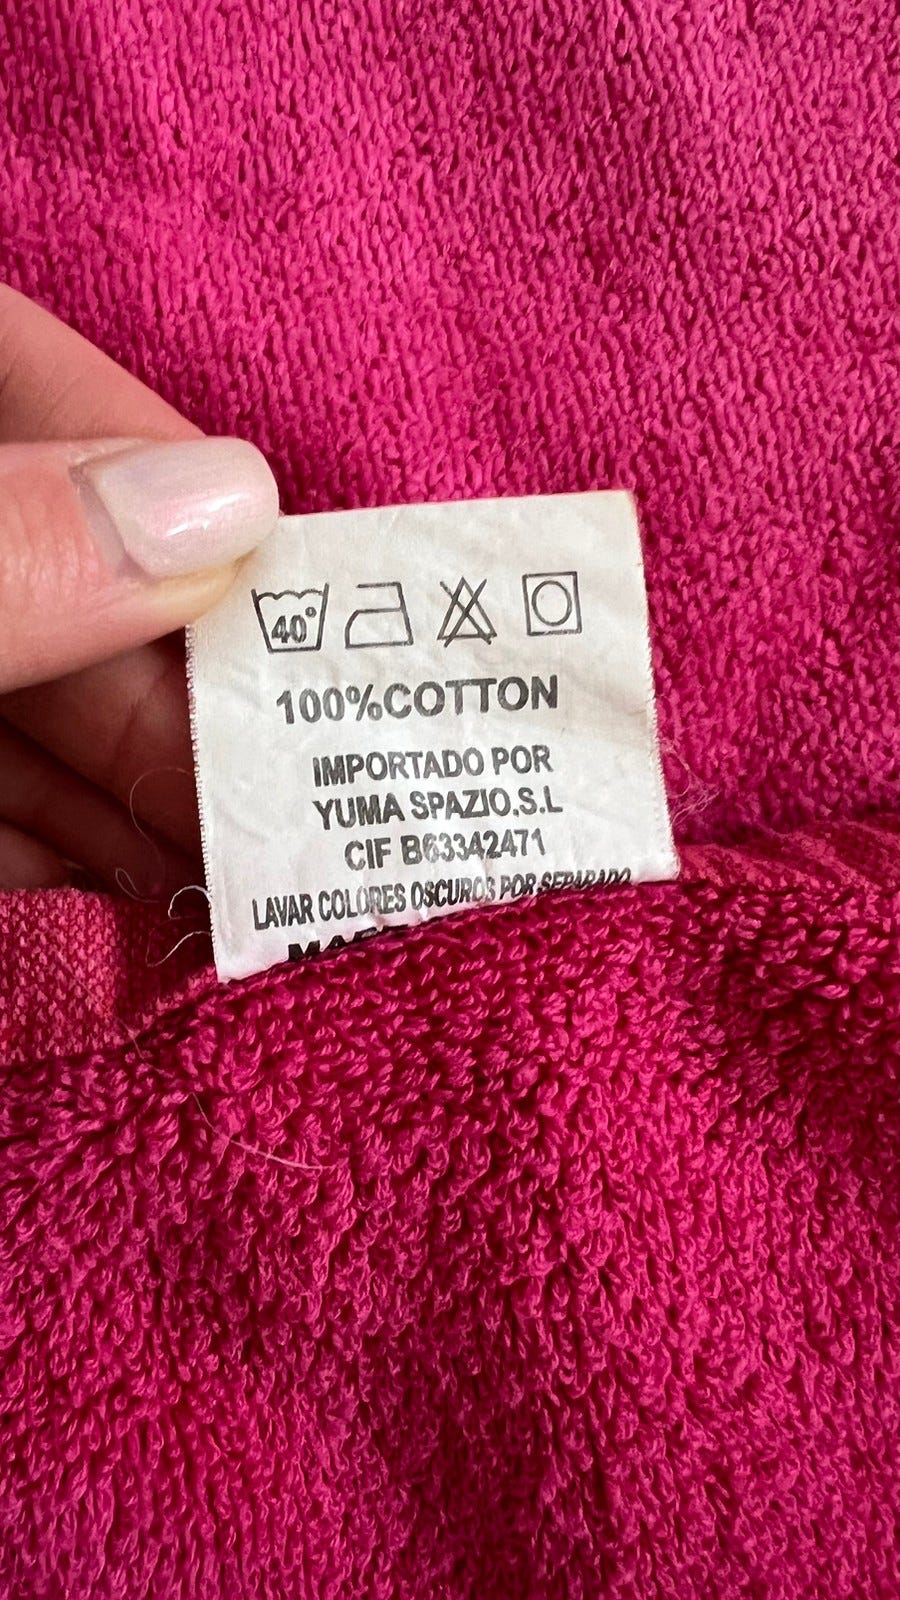 40°
100%COTTON
IMPORTADO POR
YUMA SPAZIO,S.L
CIF B63342471
LAVAR COLORES OSCUROS POR SEPARADO